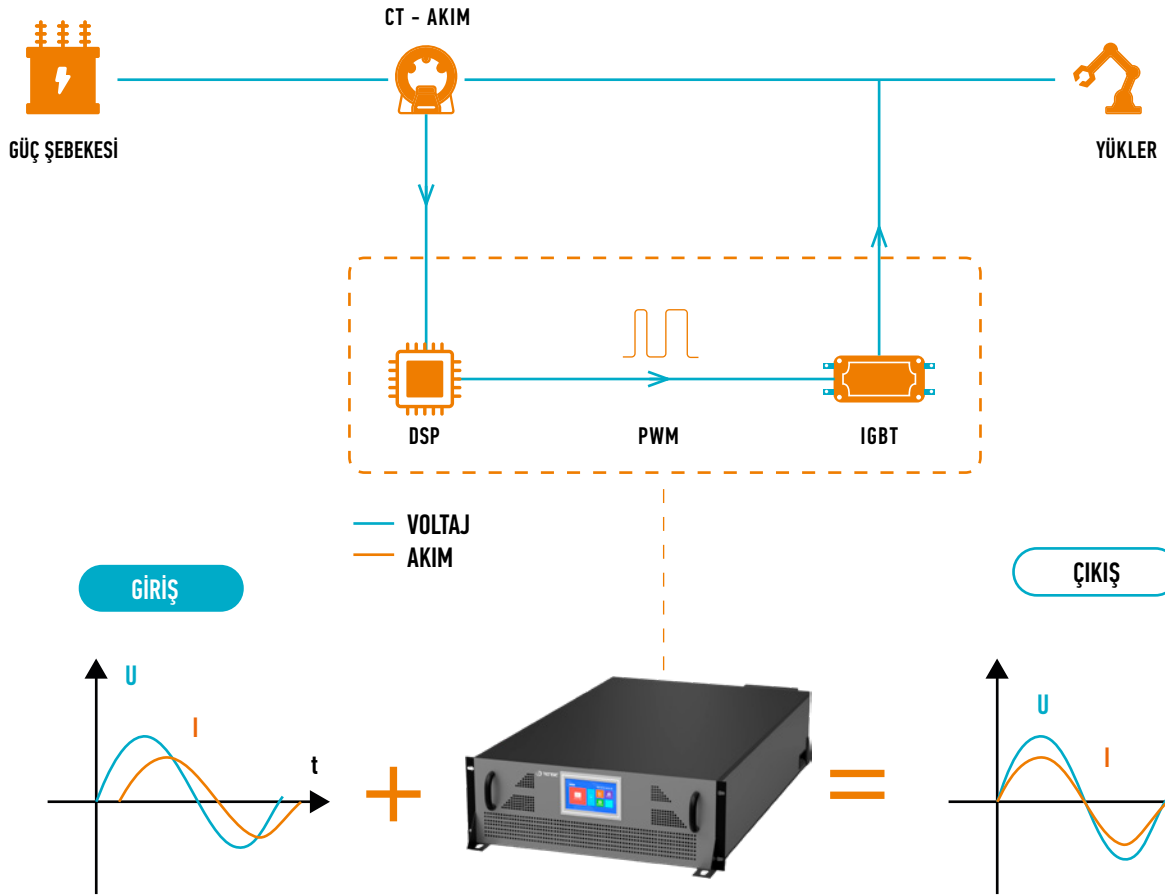 CT - AKIM
GÜÇ ŞEBEKESİ
YÜKLER
DSP
PWM
IGBT
VOLTAJ
AKIM
GİRİŞ
ÇIKIŞ
U
I
t
U
I